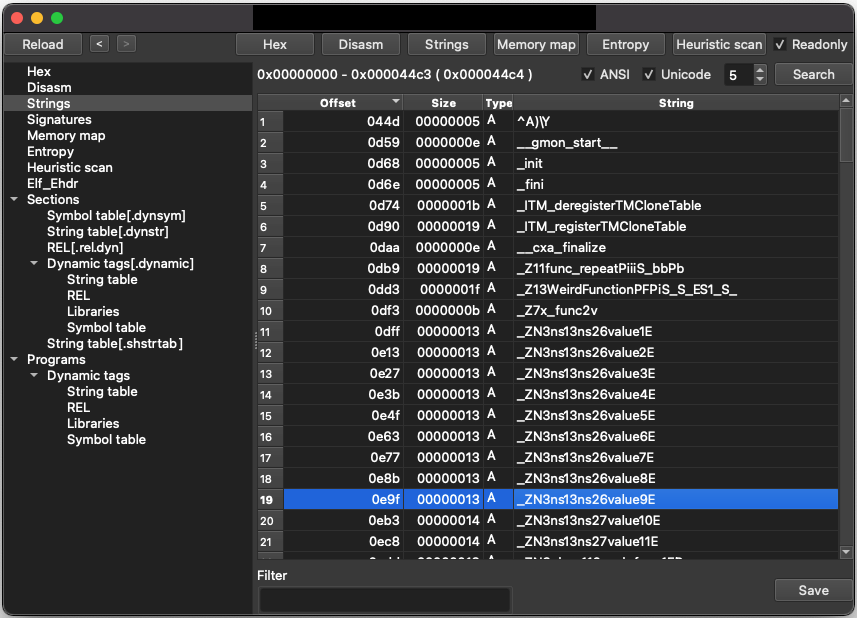 Reload < > Hex Disasm Strings Memory map Entropy Heuristic scan Readonly
0x00000000 - 0x000044c3 ( 0x000044c4 ) ANSI Unicode 5 Search
Hex
Disasm
Strings
Signatures
Memory map
Entropy
Heuristic scan
Elf_Ehdr
Sections
Symbol table[.dynsym]
String table[.dynstr]
REL[.rel.dyn]
Dynamic tags[.dynamic]
String table
REL
Libraries
Symbol table
String table[.shstrtab]
Programs
Dynamic tags
String table
REL
Libraries
Symbol table
Offset Size Type String
1 044d 00000005 A ^A)\Y
2 0d59 0000000e A __gmon_start__
3 0d68 00000005 A _init
4 0d6e 00000005 A _fini
5 0d74 0000001b A _ITM_deregisterTMCloneTable
6 0d90 00000019 A _ITM_registerTMCloneTable
7 0daa 0000000e A __cxa_finalize
8 0db9 00000019 A _Z11func_repeatPiiiS_bbPb
9 0dd3 0000001f A _Z13WeirdFunctionPFPiS_S_ES1_S_
10 0df3 0000000b A _Z7x_func2v
11 0dff 00000013 A _ZN3ns13ns26value1E
12 0e13 00000013 A _ZN3ns13ns26value2E
13 0e27 00000013 A _ZN3ns13ns26value3E
14 0e3b 00000013 A _ZN3ns13ns26value4E
15 0e4f 00000013 A _ZN3ns13ns26value5E
16 0e63 00000013 A _ZN3ns13ns26value6E
17 0e77 00000013 A _ZN3ns13ns26value7E
18 0e8b 00000013 A _ZN3ns13ns26value8E
19 0e9f 00000013 A _ZN3ns13ns26value9E
20 0eb3 00000014 A _ZN3ns13ns27value10E
21 0ec8 00000014 A _ZN3ns13ns27value11E
Filter
Save